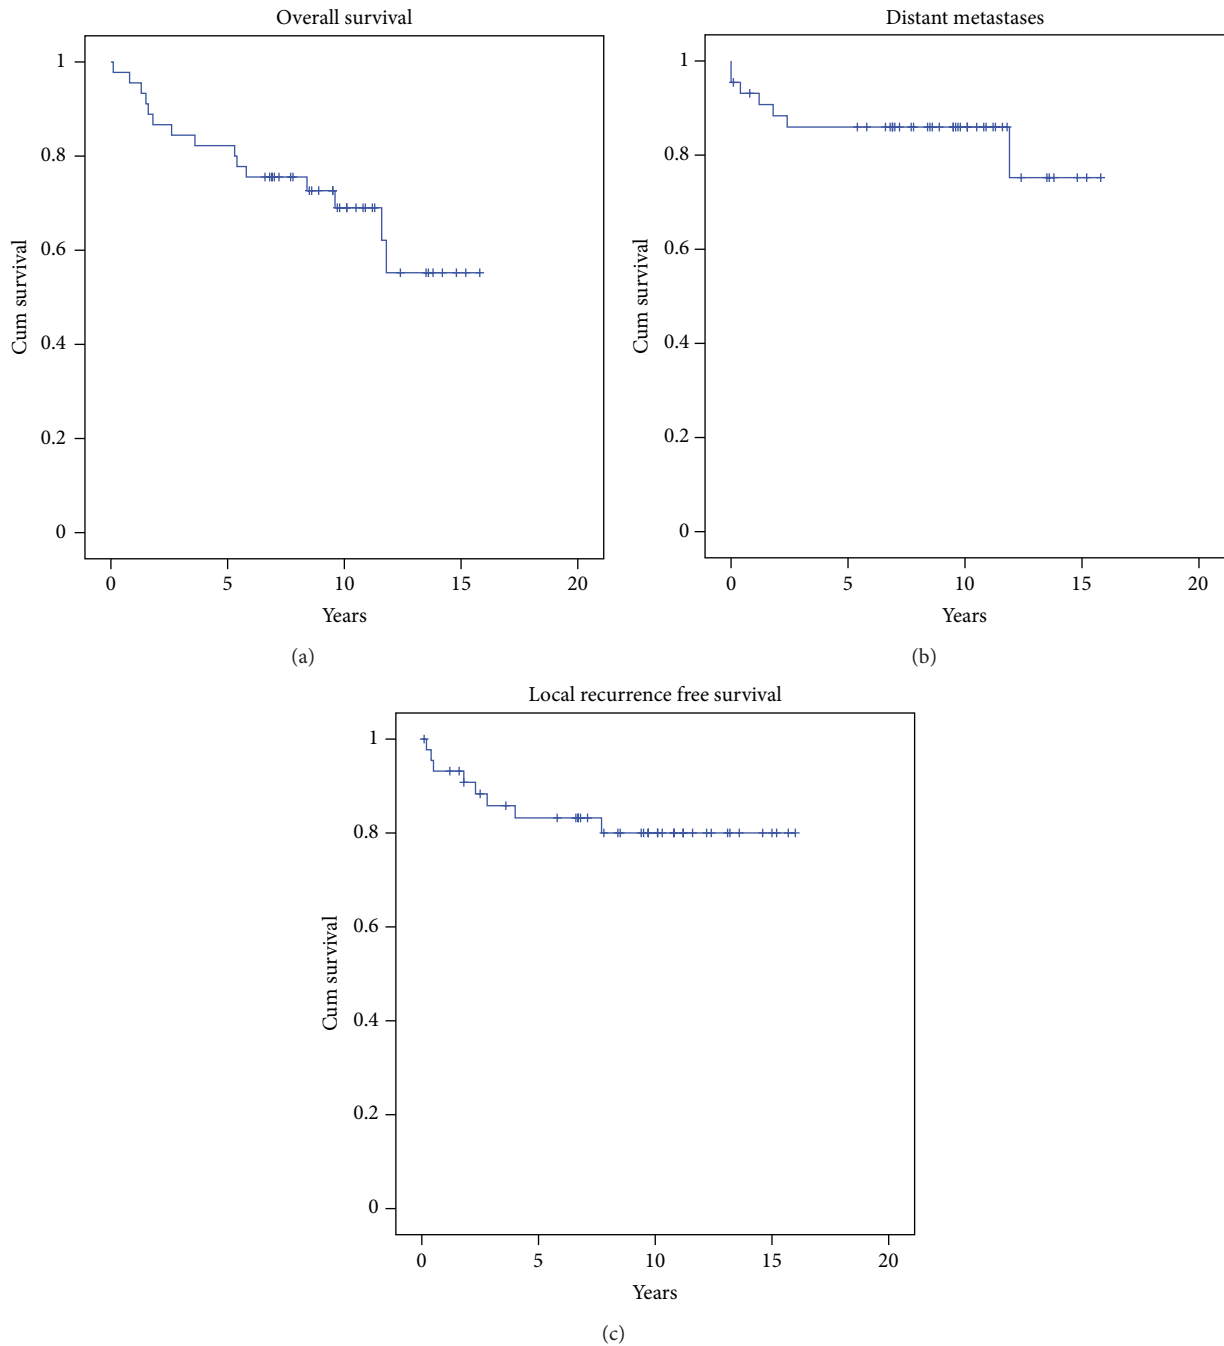 Overall survival
1
0.8
0.6
0.4
0.2
0
Cum survival
0 5 10 15 20
Years
(a)
Distant metastases
1
0.8
0.6
0.4
0.2
0
Cum survival
0 5 10 15 20
Years
(b)
Local recurrence free survival
1
0.8
0.6
0.4
0.2
0
Cum survival
0 5 10 15 20
Years
(c)